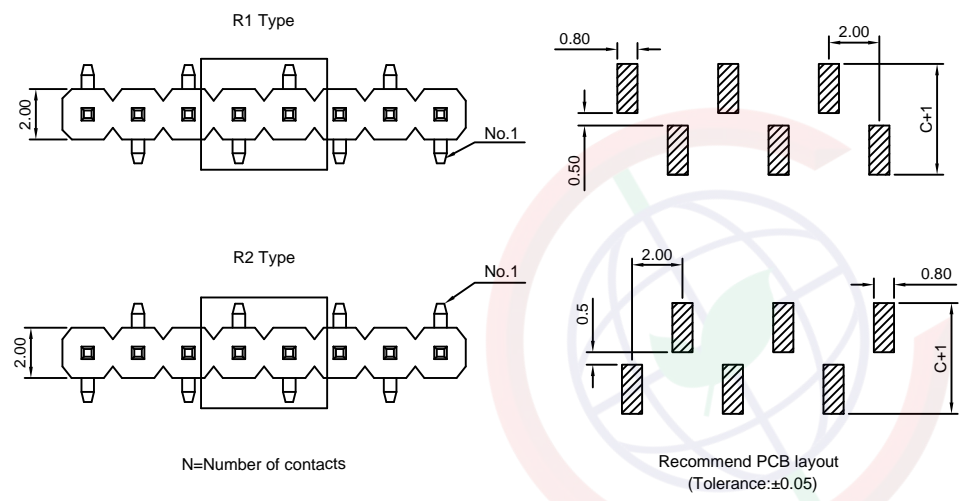 R1 Type
0.80
2.00
2.00
No.1
0.50
C+1
R2 Type
No.1
2.00
0.80
2.00
0.5
C+1
N=Number of contacts
Recommend PCB layout
(Tolerance:±0.05)